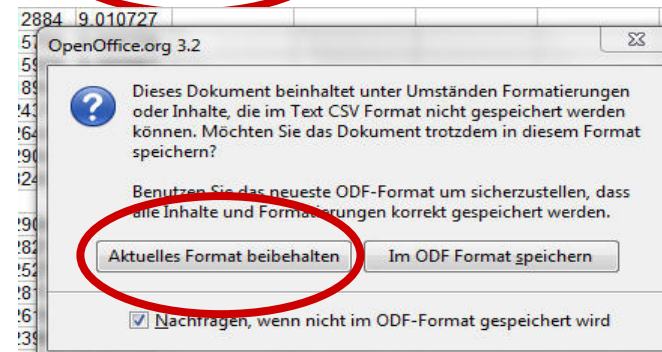 2884 9.010727
OpenOffice.org 3.2
Dieses Dokument beinhaltet unter Umständen Formatierungen
oder Inhalte, die im Text CSV Format nicht gespeichert werden
können. Möchten Sie das Dokument trotzdem in diesem Format
speichern?
Benutzen Sie das neueste ODF-Format um sicherzustellen, dass
alle Inhalte und Formatierungen korrekt gespeichert werden.
Aktuelles Format beibehalten
Im ODF Format speichern
Nachfragen, wenn nicht im ODF-Format gespeichert wird